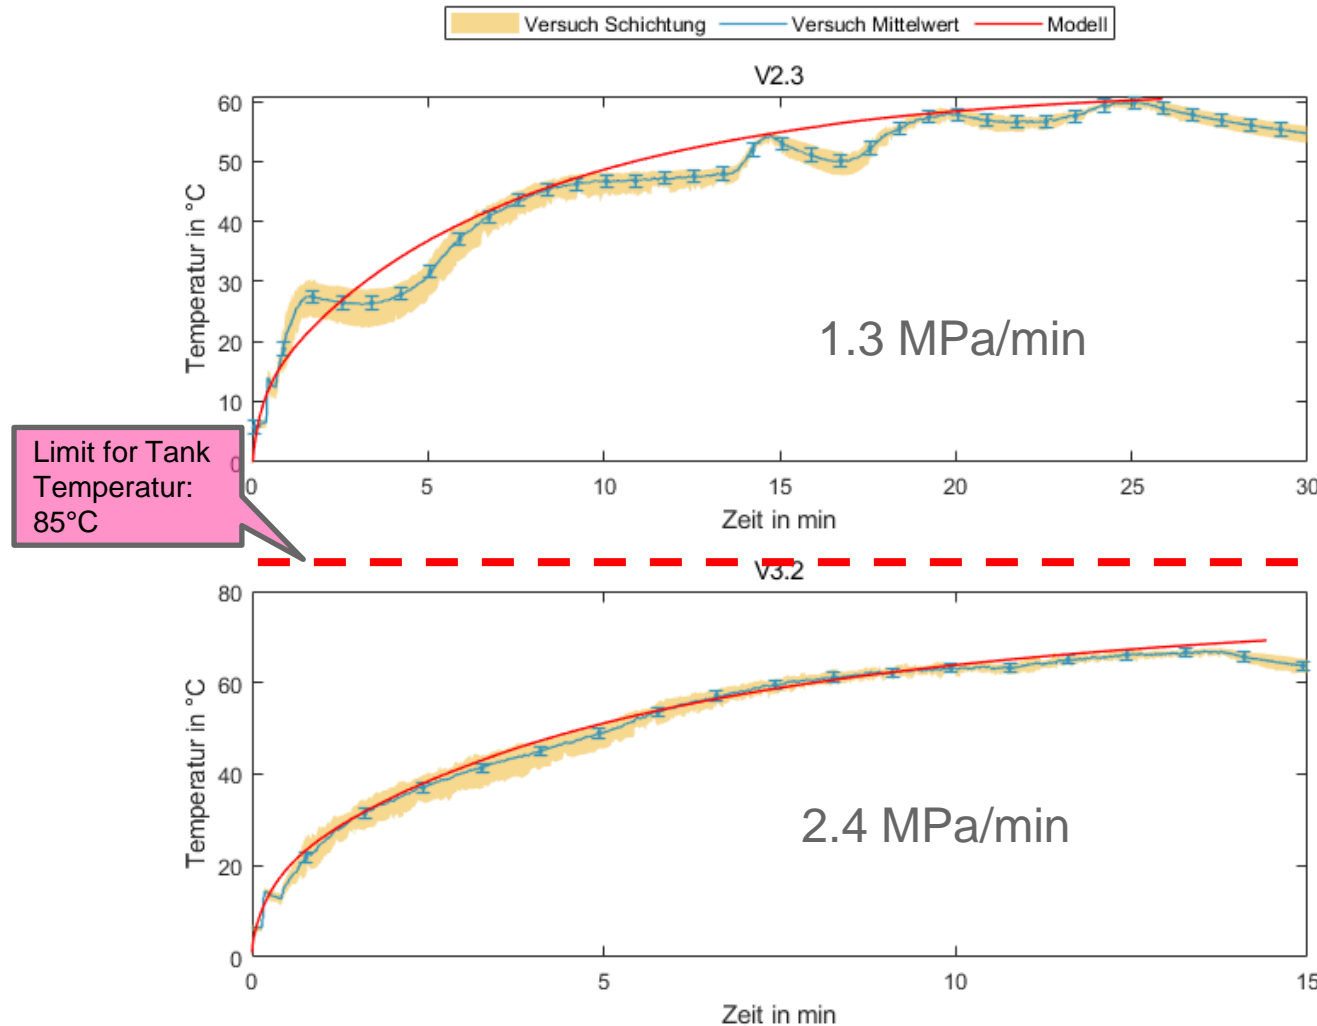 Versuch Schichtung
Versuch Mittelwert
Modell
V2.3
60
50
40
30
20
10
0
Temperatur in °C
1.3 MPa/min
0
5
10
15
20
25
30
Zeit in min
Limit for Tank
Temperatur:
85°C
V3.2
80
60
40
20
0
Temperatur in °C
2.4 MPa/min
0
5
10
15
Zeit in min